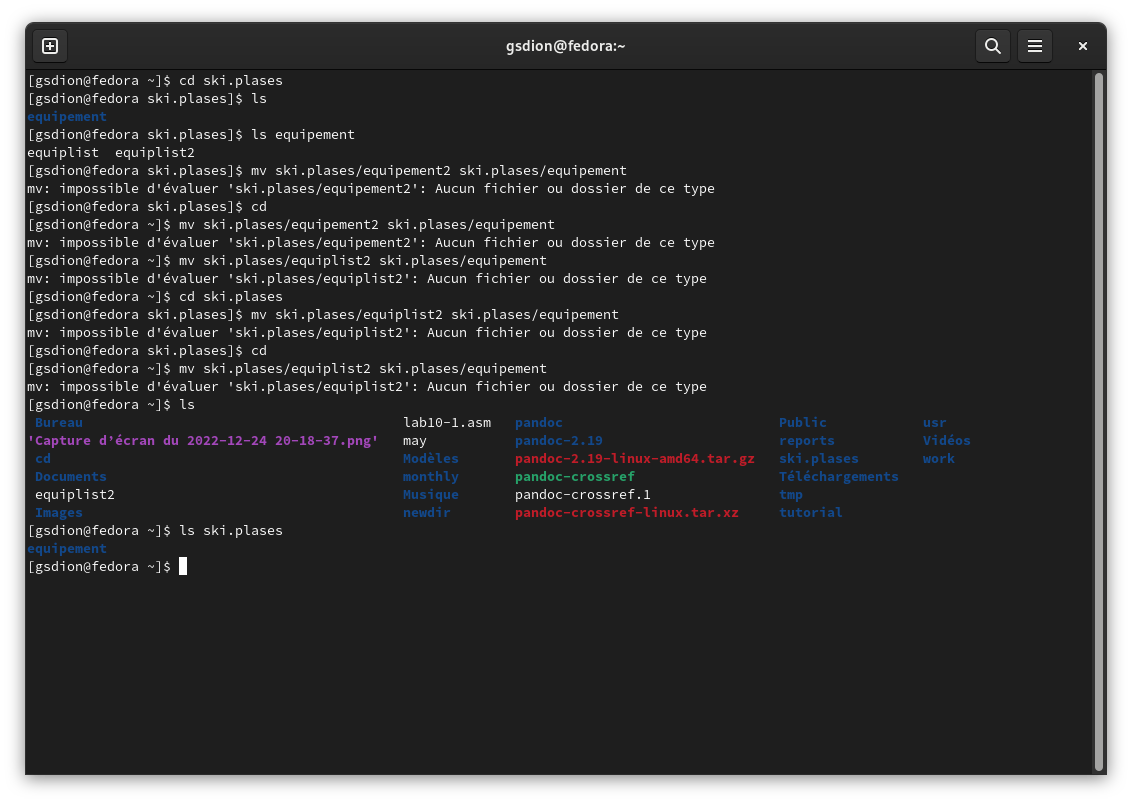 gsdion@fedora:~
[gsdion@fedora ~]$ cd ski.plases
[gsdion@fedora ski.plases]$ ls
equipement
[gsdion@fedora ski.plases]$ ls equipement
equiplist  equiplist2
[gsdion@fedora ski.plases]$ mv ski.plases/equipement2 ski.plases/equipement
mv: impossible d'évaluer 'ski.plases/equipement2': Aucun fichier ou dossier de ce type
[gsdion@fedora ski.plases]$ cd
[gsdion@fedora ~]$ mv ski.plases/equipement2 ski.plases/equipement
mv: impossible d'évaluer 'ski.plases/equipement2': Aucun fichier ou dossier de ce type
[gsdion@fedora ~]$ mv ski.plases/equiplist2 ski.plases/equipement
mv: impossible d'évaluer 'ski.plases/equiplist2': Aucun fichier ou dossier de ce type
[gsdion@fedora ~]$ cd ski.plases
[gsdion@fedora ski.plases]$ mv ski.plases/equiplist2 ski.plases/equipement
mv: impossible d'évaluer 'ski.plases/equiplist2': Aucun fichier ou dossier de ce type
[gsdion@fedora ski.plases]$ cd
[gsdion@fedora ~]$ mv ski.plases/equiplist2 ski.plases/equipement
mv: impossible d'évaluer 'ski.plases/equiplist2': Aucun fichier ou dossier de ce type
[gsdion@fedora ~]$ ls
Bureau lab10-1.asm pandoc Public usr
'Capture d’écran du 2022-12-24 20-18-37.png' may pandoc-2.19 reports Vidéos
cd Modèles pandoc-2.19-linux-amd64.tar.gz ski.plases work
Documents monthly pandoc-crossref Téléchargements
equiplist2 Musique pandoc-crossref.1 tmp
Images newdir pandoc-crossref-linux.tar.xz tutorial
[gsdion@fedora ~]$ ls ski.plases
equipement
[gsdion@fedora ~]$